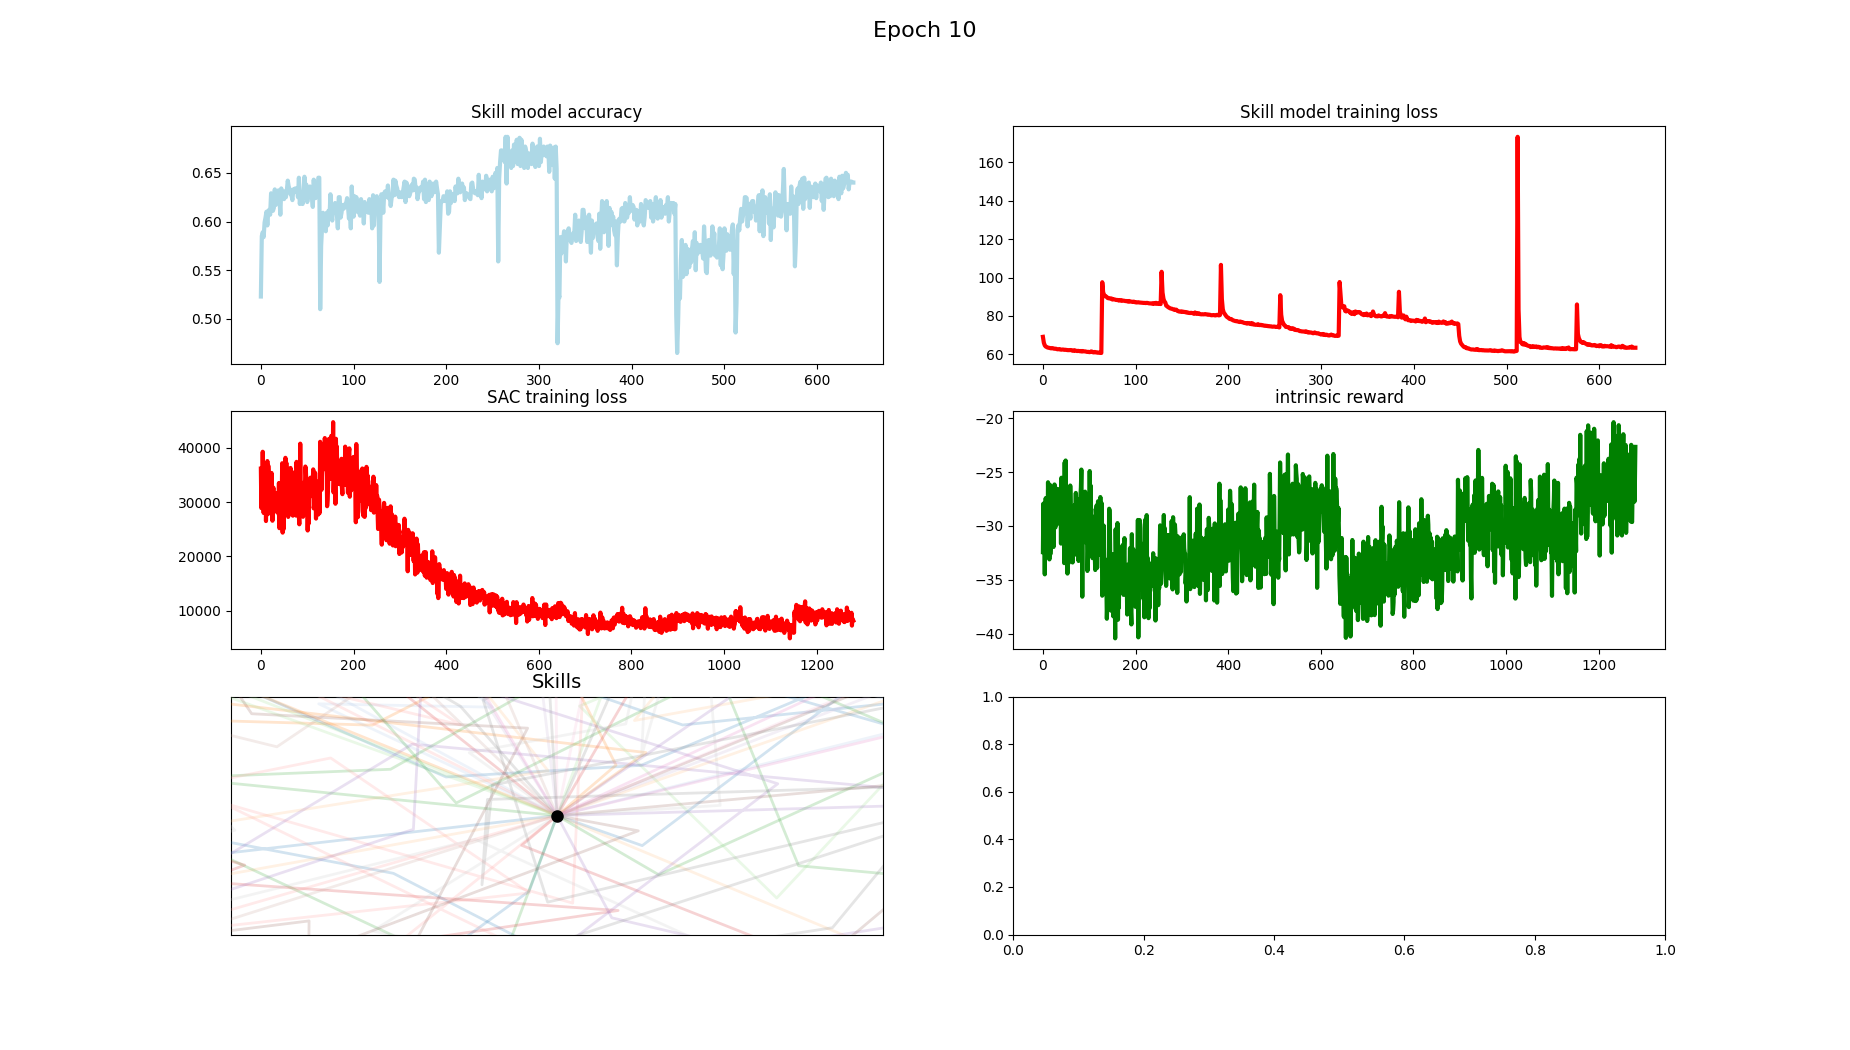 Epoch 10
Skill model accuracy
0.65
0.60
0.55
0.50
0 100 200 300 400 500 600
Skill model training loss
160
140
120
100
80
60
0 100 200 300 400 500 600
SAC training loss
40000
30000
20000
10000
0 200 400 600 800 1000 1200
intrinsic reward
−20
−25
−30
−35
−40
0 200 400 600 800 1000 1200
Skills
1.0
0.8
0.6
0.4
0.2
0.0
0.0 0.2 0.4 0.6 0.8 1.0